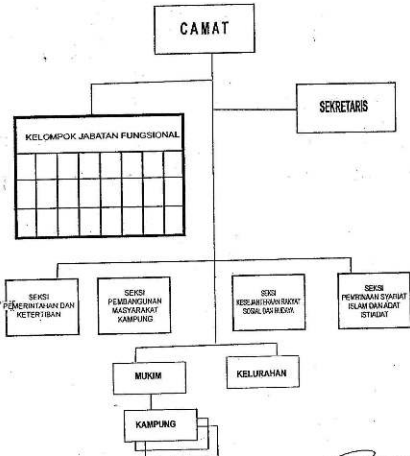 CAMAT
SEKRETARIS
KELOMPOK JABATAN FUNGSIONAL
SEKSI
PEMERINTAHAN DAN
KETERTIBAN
SEKSI
PEMBANGUNAN
MASYARAKAT
KAMPUNG
SEKSI
KESEJAHTERAAN RAKYAT
SOSIAL DAN BUDAYA
SEKSI
PEMBINAAN SYARIAT
ISLAM DAN ADAT
ISTIADAT
MUKIM
KELURAHAN
KAMPUNG